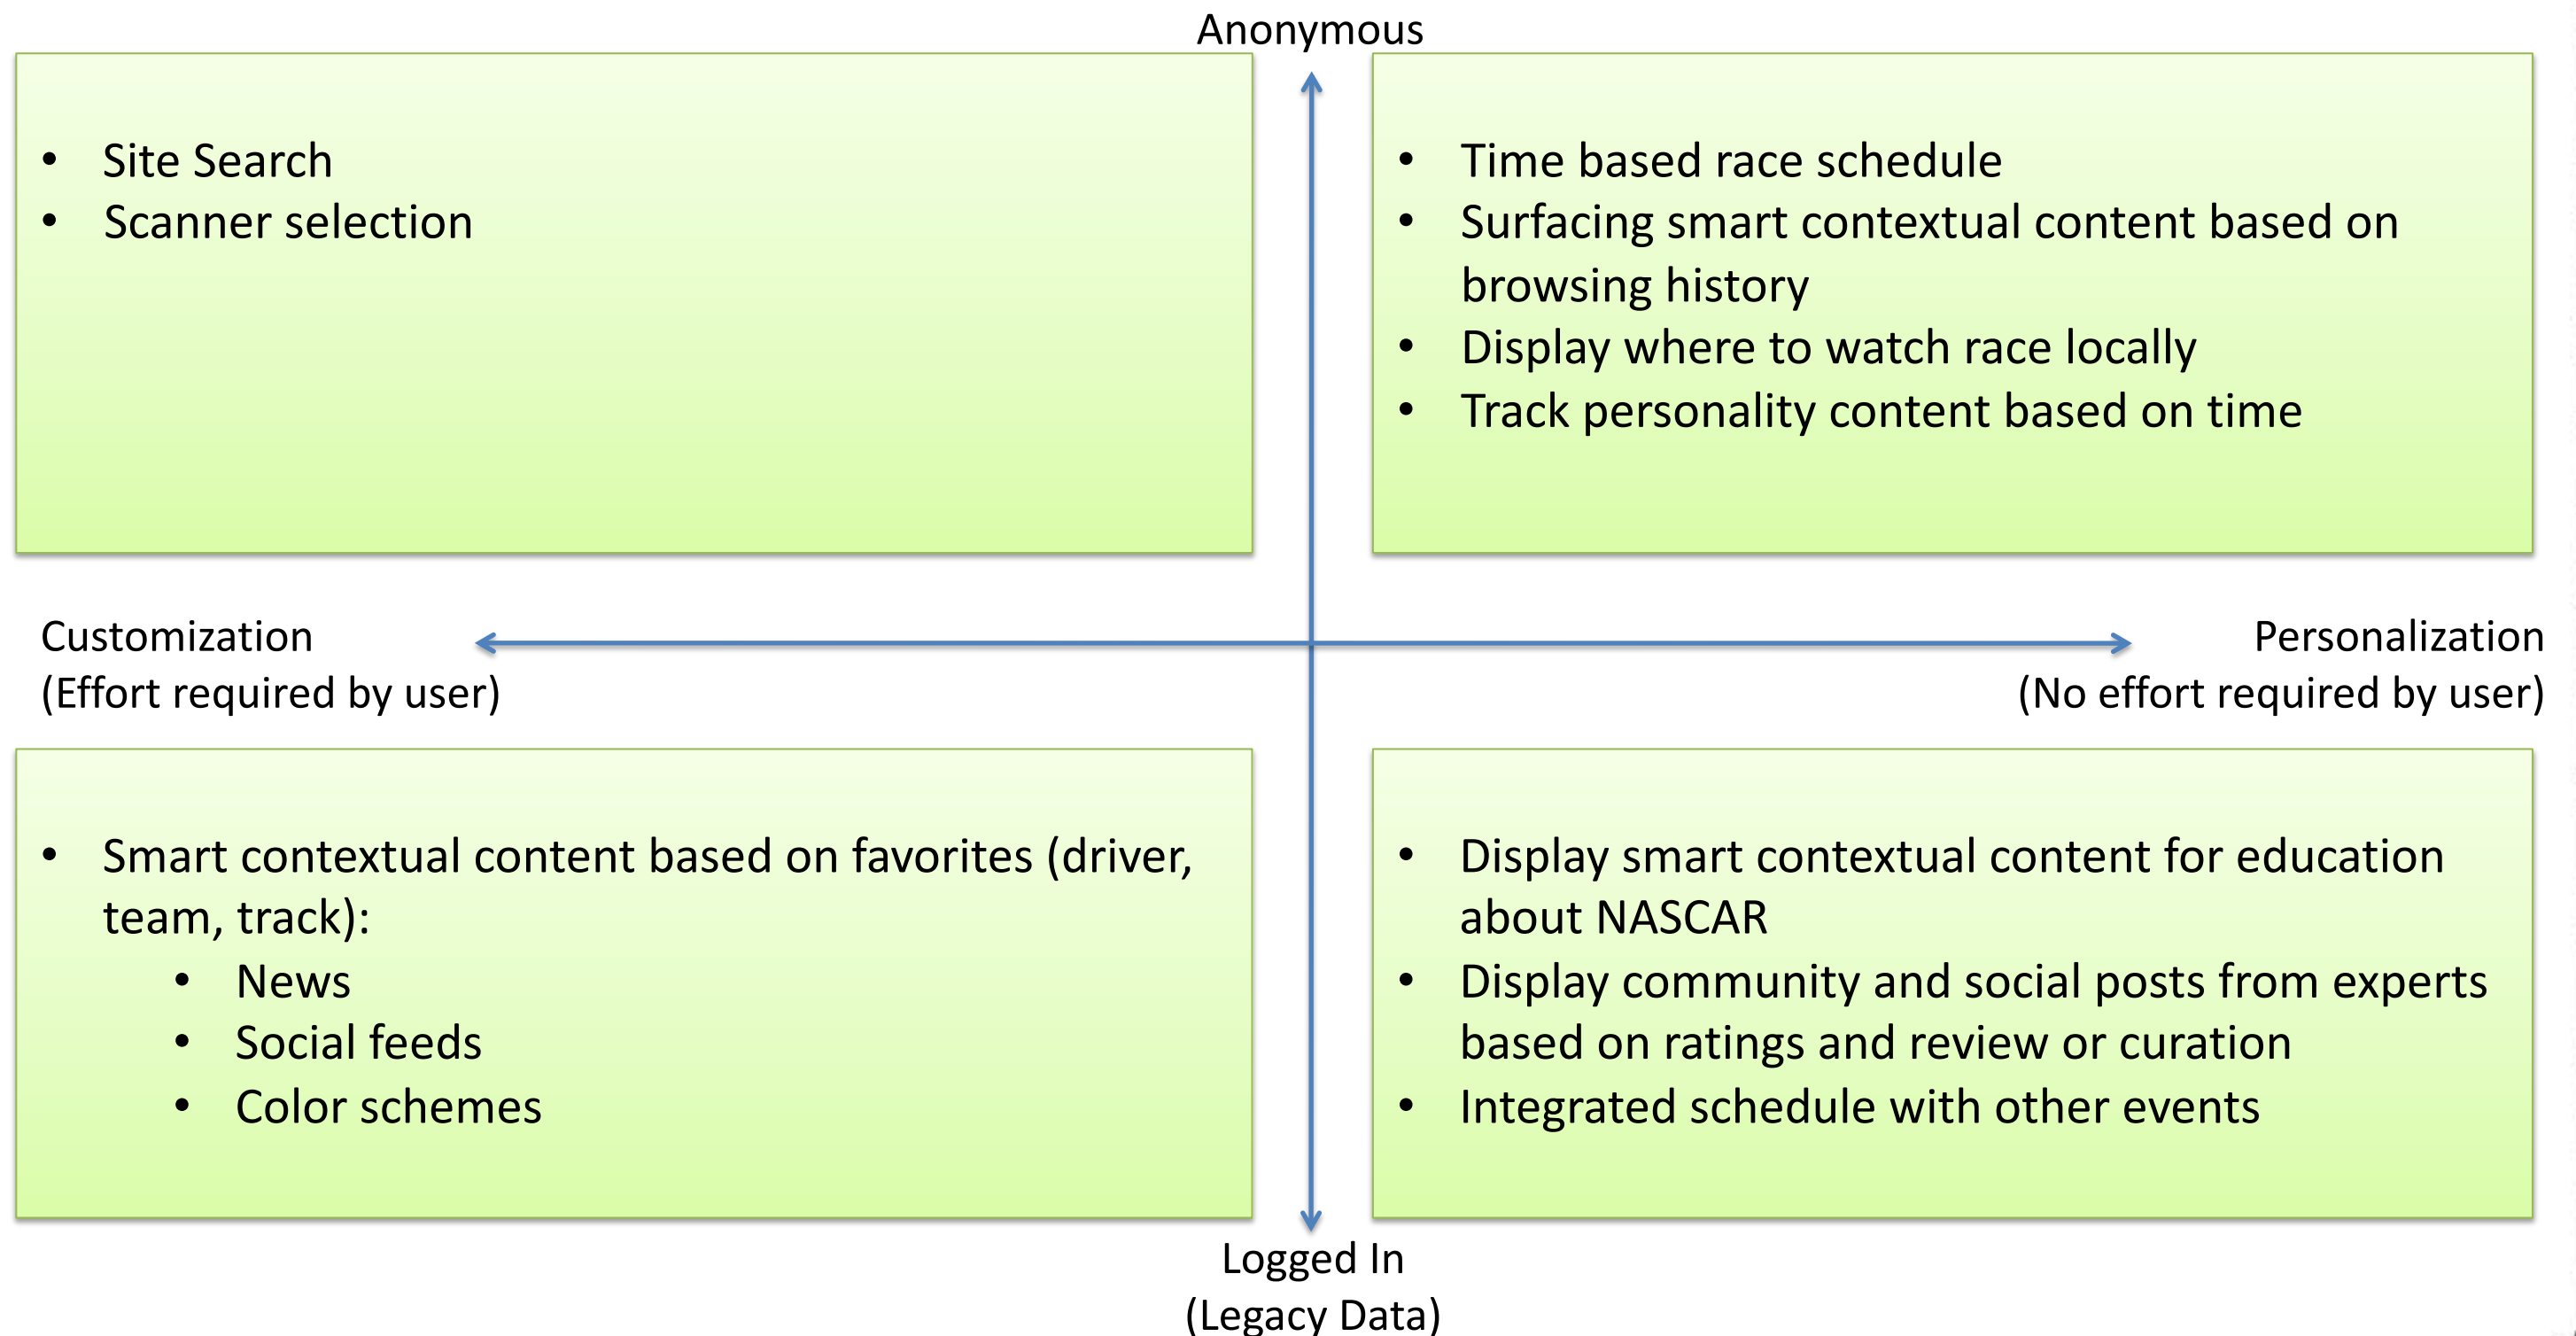 Anonymous
• Site Search
• Scanner selection
• Time based race schedule
• Surfacing smart contextual content based on
browsing history
• Display where to watch race locally
• Track personality content based on time
Customization
(Effort required by user)
Personalization
(No effort required by user)
• Smart contextual content based on favorites (driver,
team, track):
• News
• Social feeds
• Color schemes
• Display smart contextual content for education
about NASCAR
• Display community and social posts from experts
based on ratings and review or curation
• Integrated schedule with other events
Logged In
(Legacy Data)